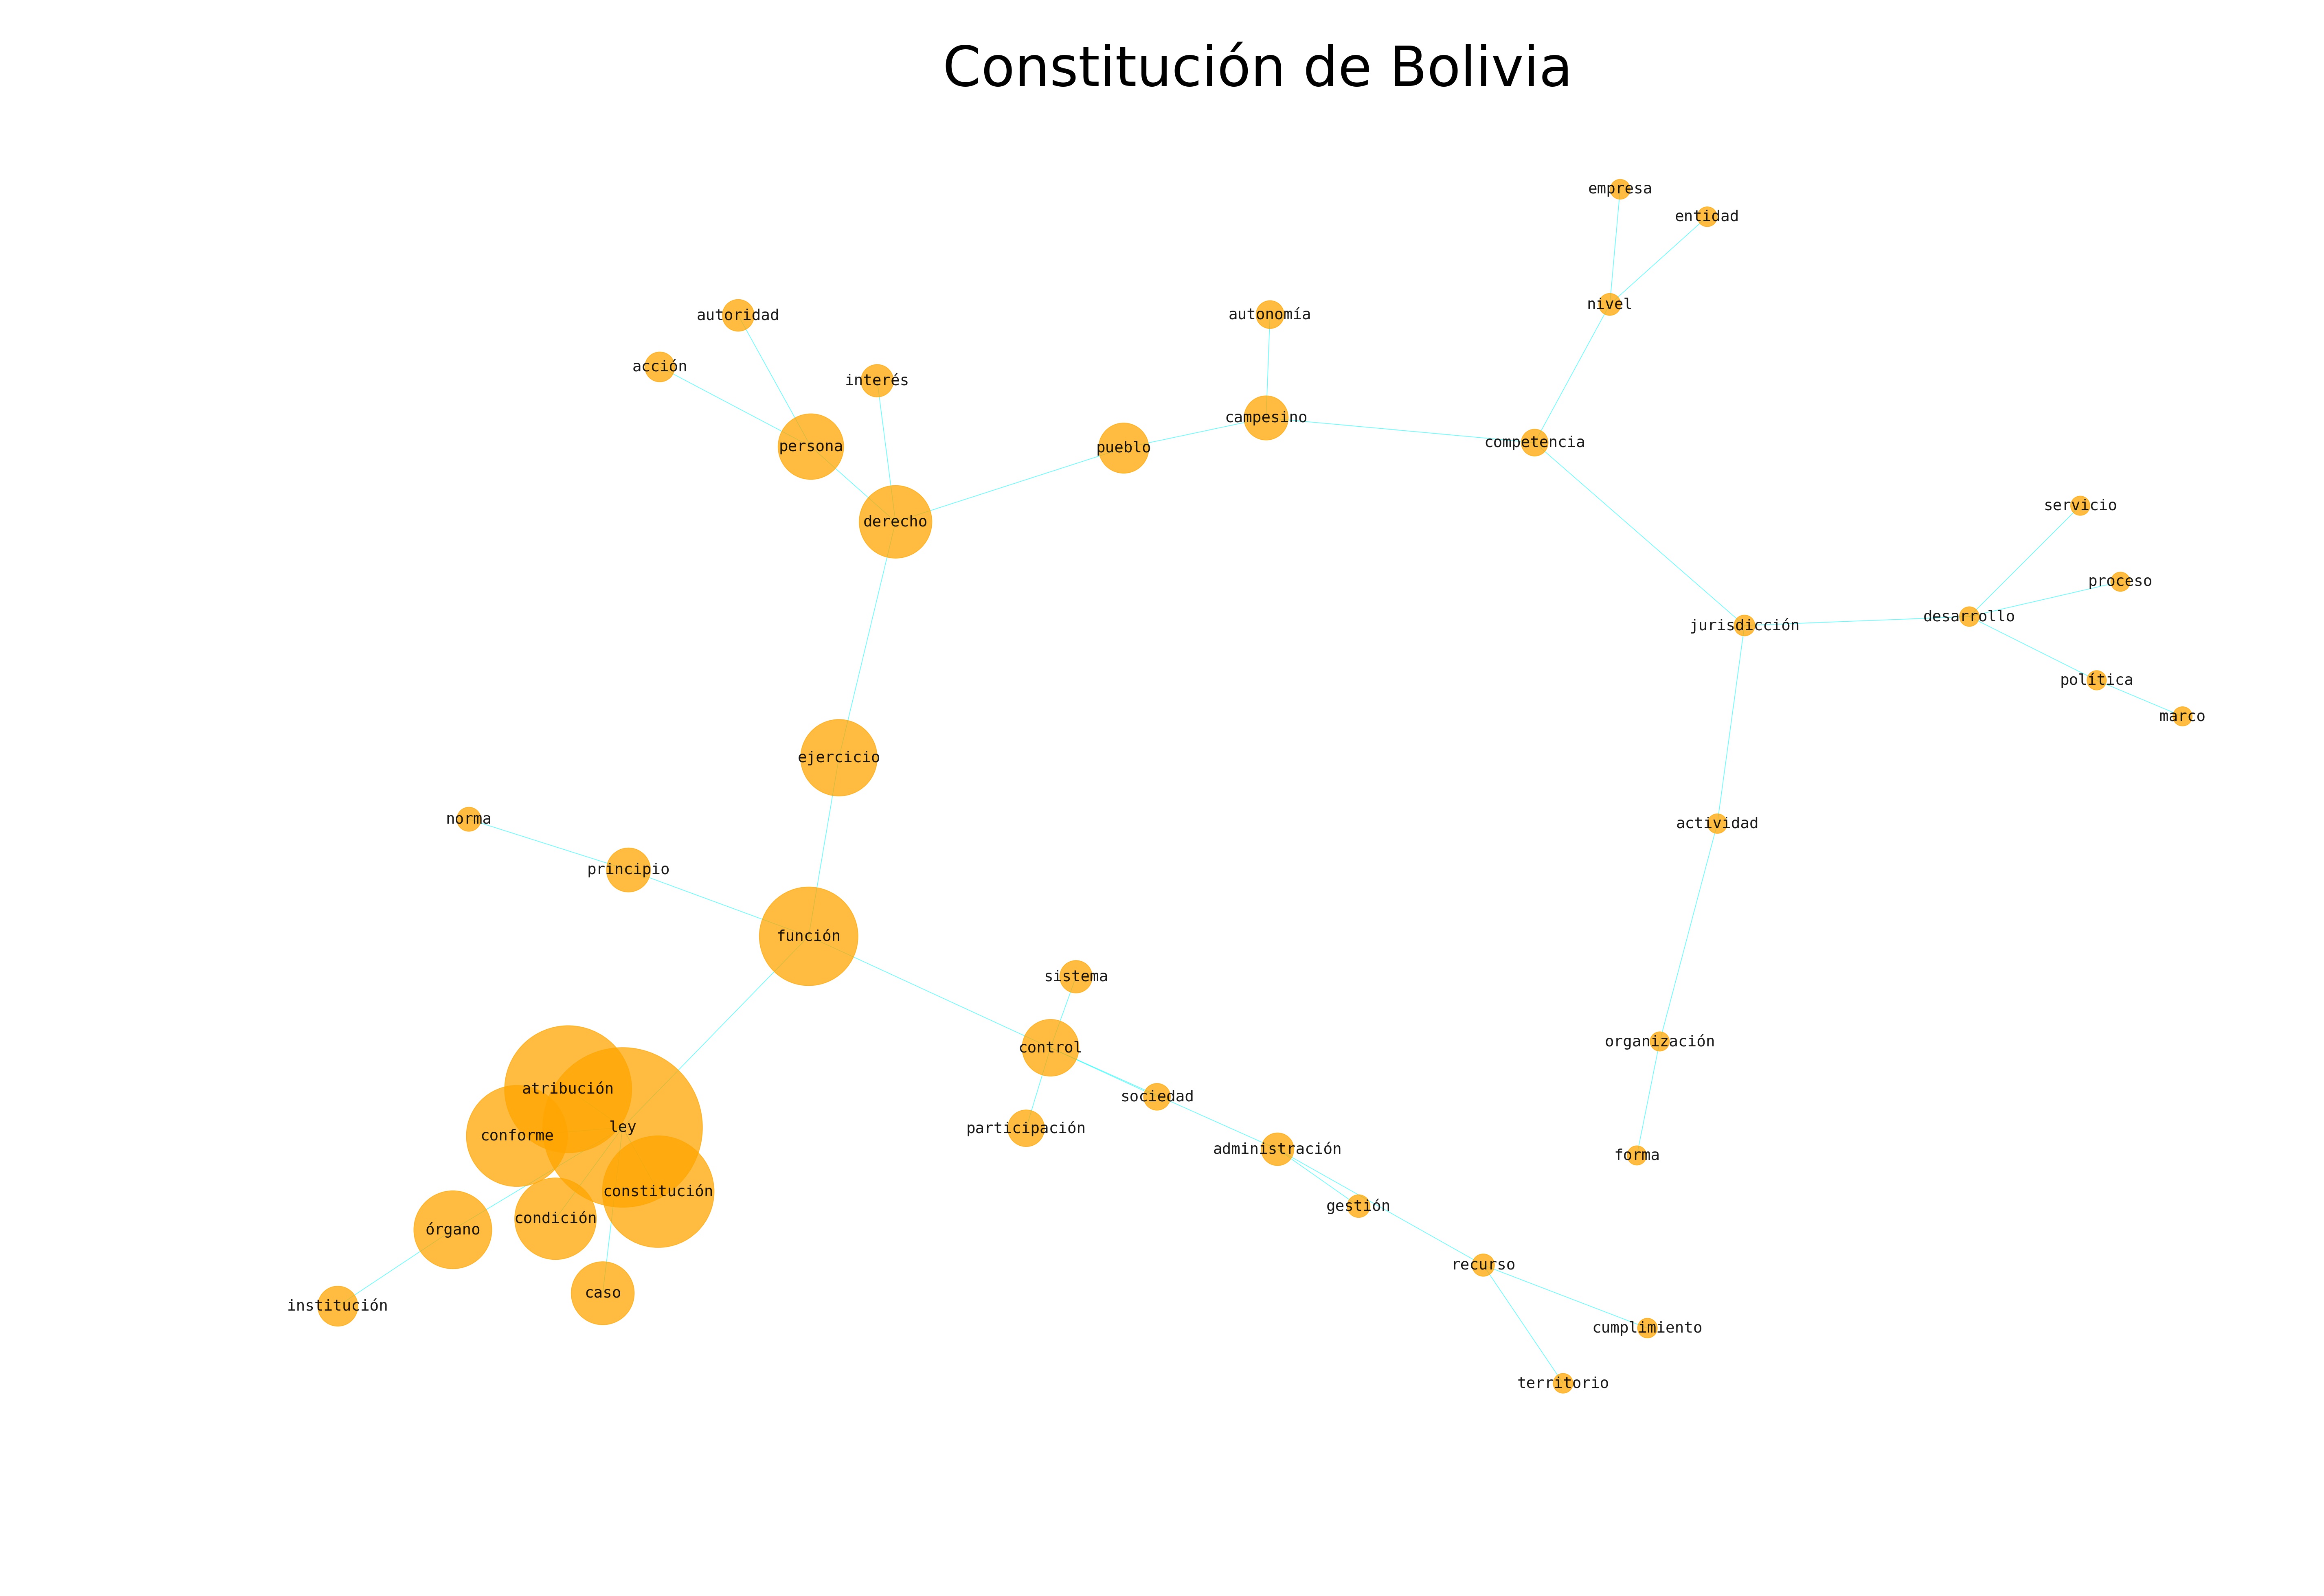 Constitución de Bolivia
empresa
entidad
nivel
autoridad
autonomía
acción
interés
campesino
persona
pueblo
competencia
derecho
servicio
proceso
desarrollo
jurisdicción
política
marco
ejercicio
norma
actividad
principio
función
sistema
organización
control
atribución
sociedad
ley
participación
conforme
administración
forma
constitución
gestión
condición
órgano
recurso
caso
institución
cumplimiento
territorio